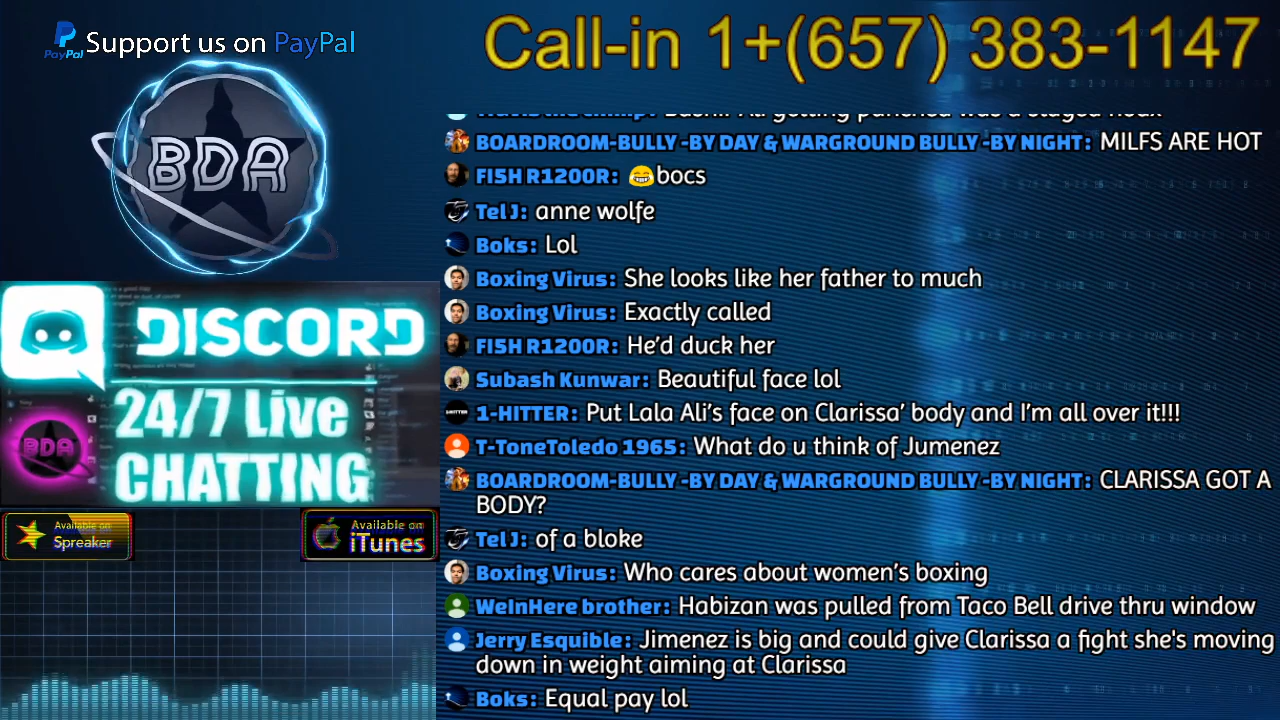 Support us on PayPal
PayPal
Call-in 1+(657) 383-1147
BDA
BOARDROOM-BULLY -BY DAY & WARGROUND BULLY -BY NIGHT: MILFS ARE HOT
FI5H R1200R: 😂bocs
Tel J: anne wolfe
Boks: Lol
Boxing Virus: She looks like her father to much
Boxing Virus: Exactly called
FI5H R1200R: He’d duck her
Subash Kunwar: Beautiful face lol
1-HITTER: Put Lala Ali’s face on Clarissa’ body and I’m all over it!!!
T-ToneToledo 1965: What do u think of Jumenez
BOARDROOM-BULLY -BY DAY & WARGROUND BULLY -BY NIGHT: CLARISSA GOT A
BODY?
Tel J: of a bloke
Boxing Virus: Who cares about women’s boxing
WeInHere brother: Habizan was pulled from Taco Bell drive thru window
Jerry Esquible: Jimenez is big and could give Clarissa a fight she's moving
down in weight aiming at Clarissa
Boks: Equal pay lol
DISCORD
24/7 Live
CHATTING
BDA
Available on
Spreaker
Available on
iTunes